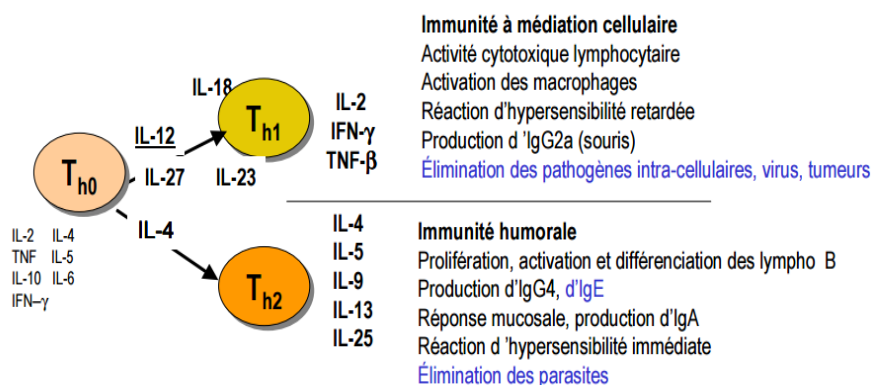 Immunité à médiation cellulaire
Activité cytotoxique lymphocytaire
Activation des macrophages
Réaction d'hypersensibilité retardée
Production d 'IgG2a (souris)
Élimination des pathogènes intra-cellulaires, virus, tumeurs
IL-18
Th1
IL-2
IFN-γ
TNF-β
IL-12
IL-27
IL-23
Th0
IL-4
IL-2 IL-4
TNF IL-5
IL-10 IL-6
IFN–γ
Th2
IL-4
IL-5
IL-9
IL-13
IL-25
Immunité humorale
Prolifération, activation et différenciation des lympho B
Production d'IgG4, d'IgE
Réponse mucosale, production d'IgA
Réaction d 'hypersensibilité immédiate
Élimination des parasites